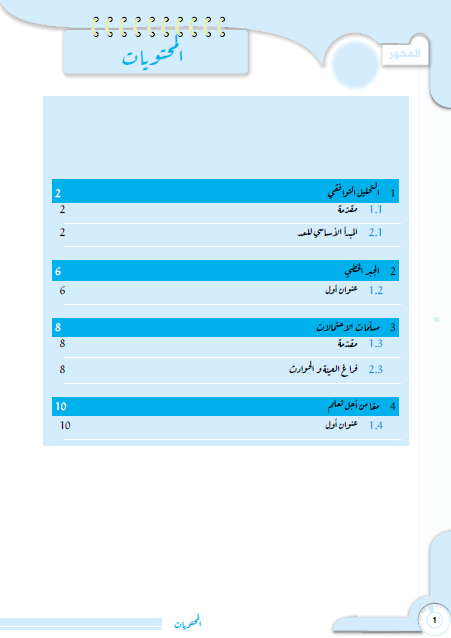 المحتويات
المحور
1 التحليل التوافقي 2
1.1 مقدمة 2
2.1 المبدأ الأساسي للعد 2
2 الجبر الخطي 6
1.2 عنوان أول 6
3 مسلمات الاحتمالات 8
1.3 مقدمة 8
2.3 فراغ العينة و الحوادث 8
4 معا من أجل تعلم 10
1.4 عنوان أول 10
المحتويات
1